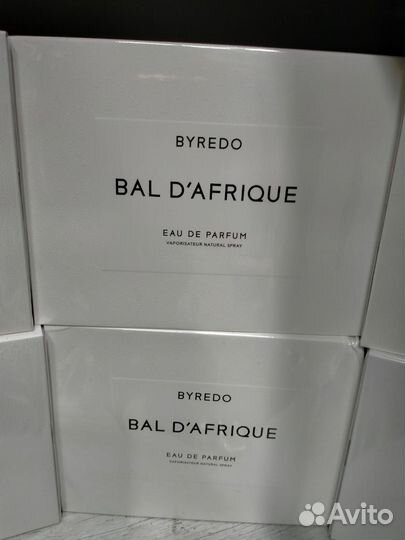 BYREDO
BAL D'AFRIQUE
EAU DE PARFUM
VAPORISATEUR NATURAL SPRAY
BYREDO
BAL D'AFRIQUE
EAU DE PARFUM
VAPORISATEUR NATURAL SPRAY
Avito